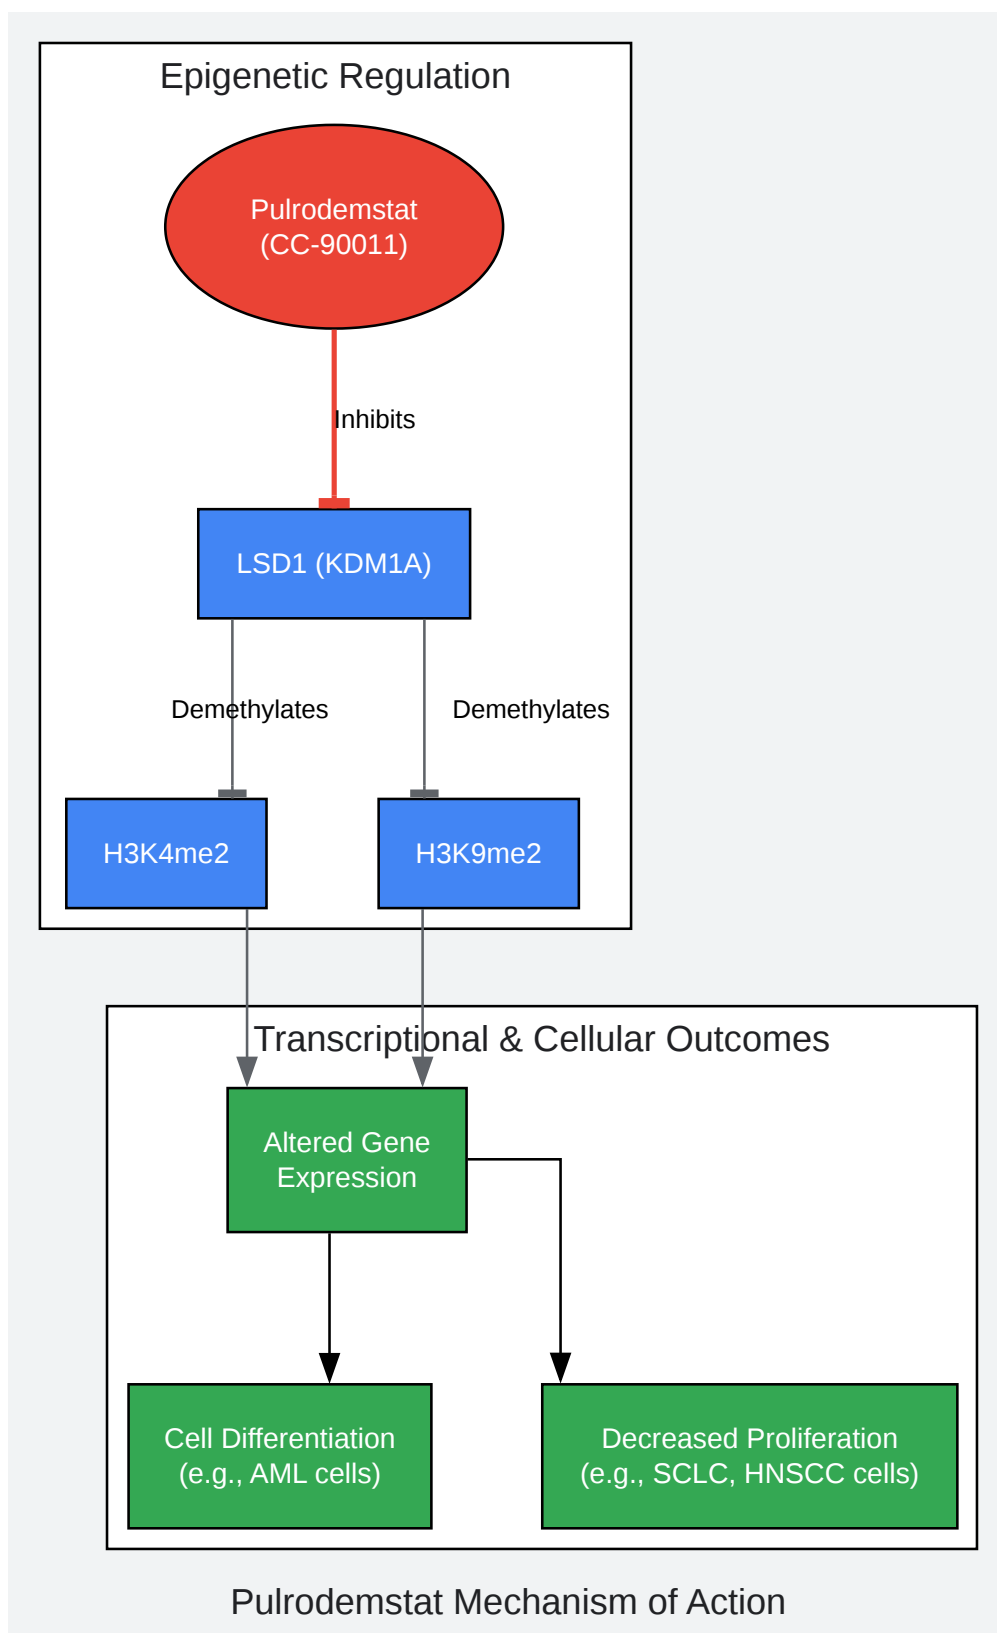 Epigenetic Regulation
Pulrodemstat
(CC-90011)
Inhibits
LSD1 (KDM1A)
Demethylates
Demethylates
H3K4me2
H3K9me2
Transcriptional & Cellular Outcomes
Altered Gene
Expression
Cell Differentiation
(e.g., AML cells)
Decreased Proliferation
(e.g., SCLC, HNSCC cells)
Pulrodemstat Mechanism of Action